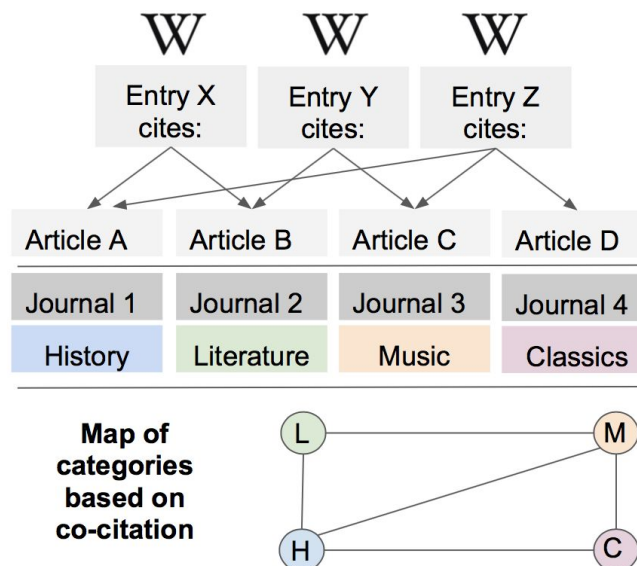 W W W
Entry X
cites:
Entry Y
cites:
Entry Z
cites:
Article A Article B Article C Article D
Journal 1 Journal 2 Journal 3 Journal 4
History Literature Music Classics
Map of
categories
based on
co-citation
L M
H C